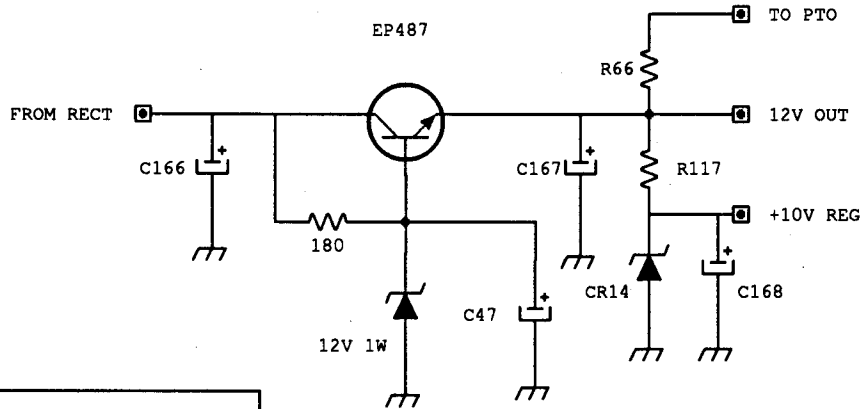 TO PTO
EP487
R66
FROM RECT
12V OUT
+
C166
+
C167
R117
+10V REG
180
+
CR14
C168
+
C47
12V 1W